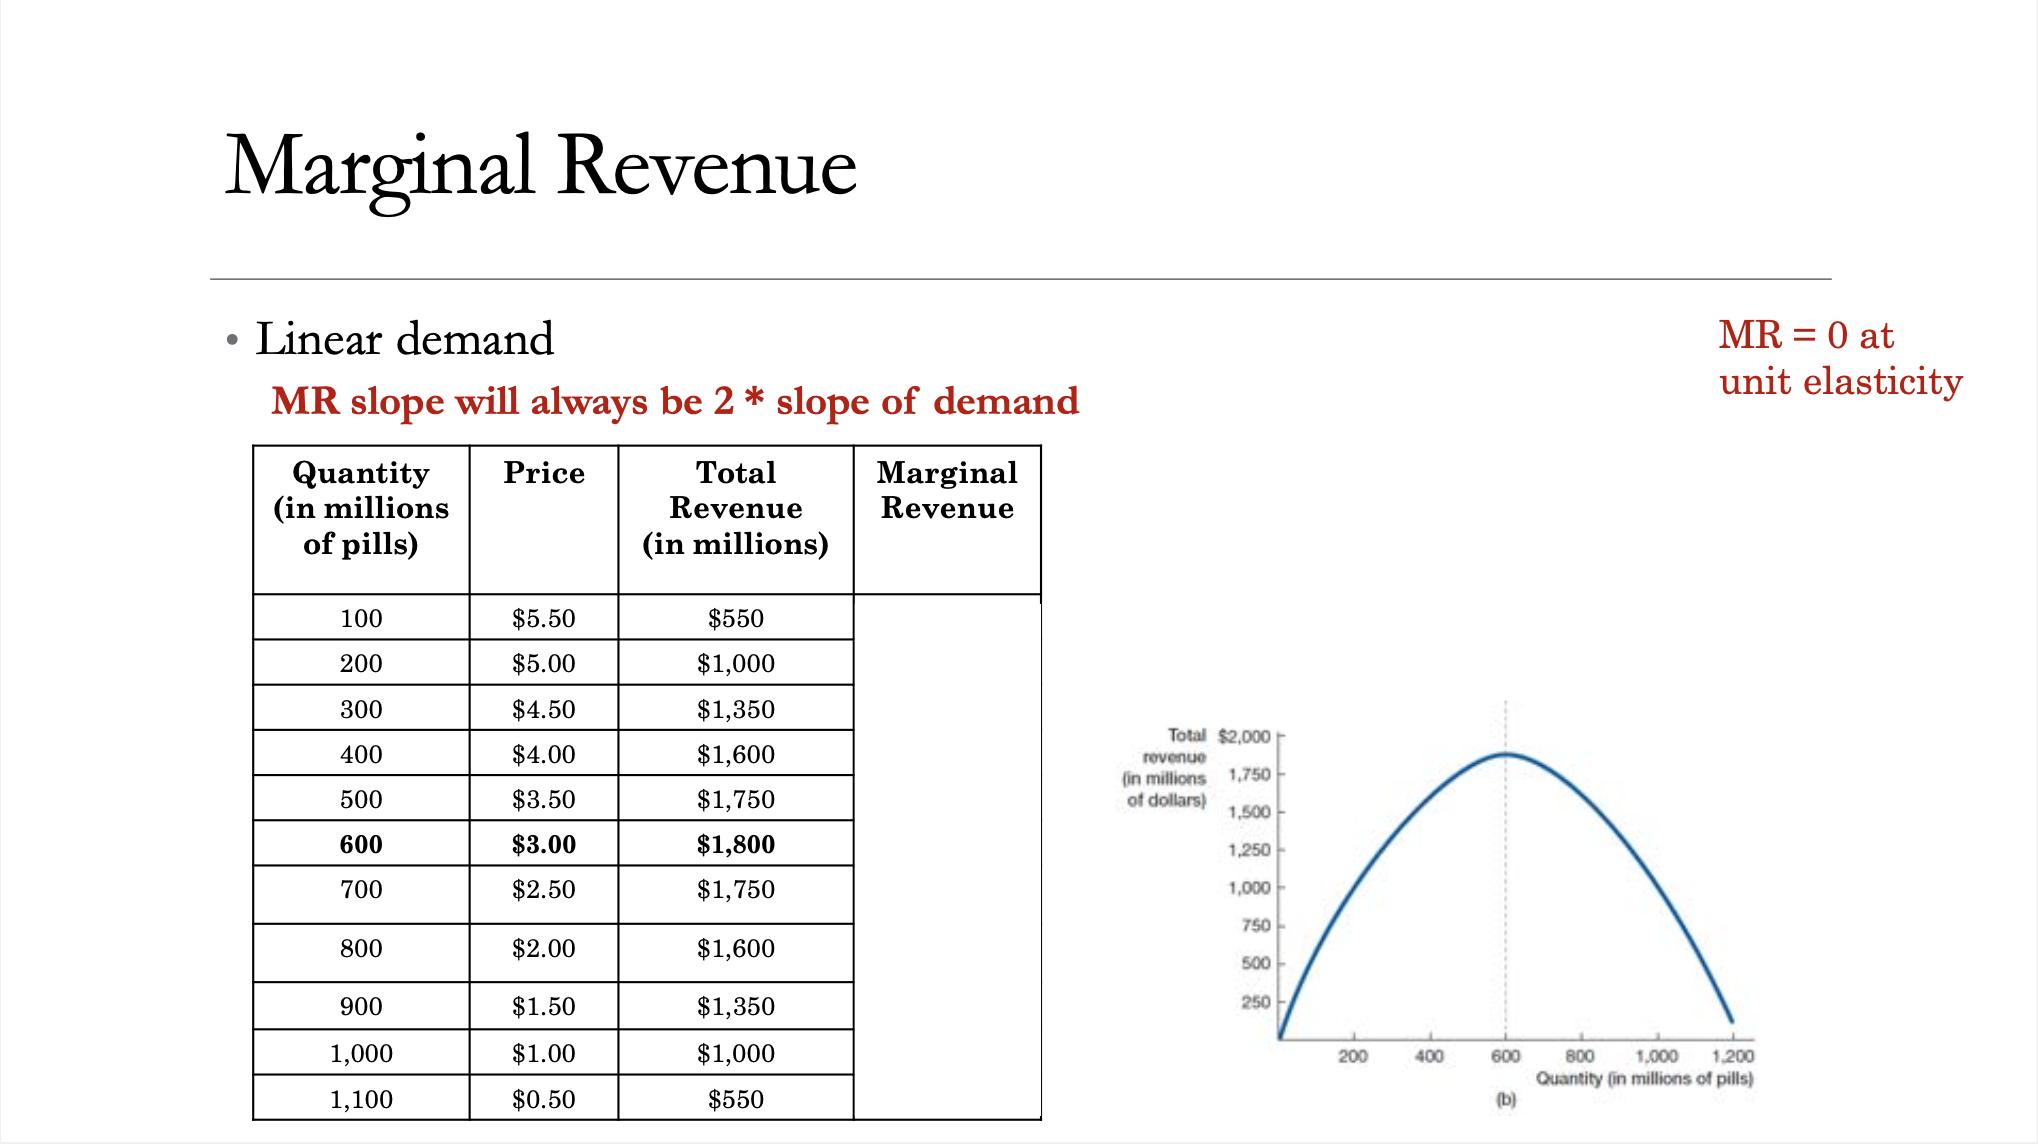 Marginal Revenue
• Linear demand
MR slope will always be 2 * slope of demand
MR = 0 at
unit elasticity
Quantity (in millions of pills) Price Total Revenue (in millions) Marginal Revenue
100 $5.50 $550
200 $5.00 $1,000
300 $4.50 $1,350
400 $4.00 $1,600
500 $3.50 $1,750
600 $3.00 $1,800
700 $2.50 $1,750
800 $2.00 $1,600
900 $1.50 $1,350
1,000 $1.00 $1,000
1,100 $0.50 $550
Total
revenue
(in millions
of dollars)
$2,000
1,750
1,500
1,250
1,000
750
500
250
200 400 600 800 1,000 1,200
Quantity (in millions of pills)
(b)